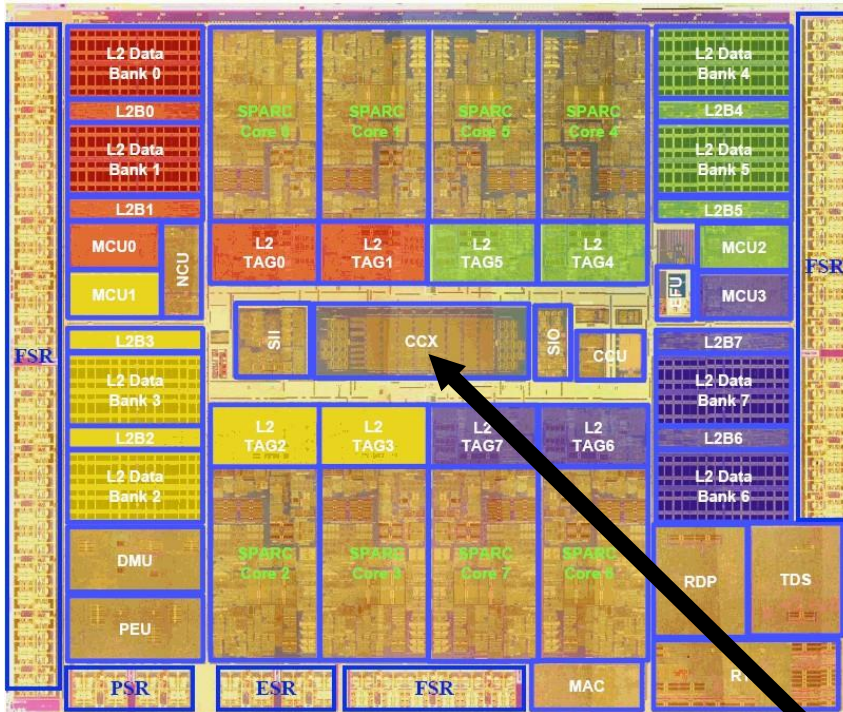 L2 Data
Bank 0
L2B0
L2 Data
Bank 1
L2B1
MCU0
NCU
MCU1
SPARC
Core 0
SPARC
Core 1
SPARC
Core 5
SPARC
Core 4
L2
TAG0
L2
TAG1
L2
TAG5
L2
TAG4
L2 Data
Bank 4
L2B4
L2 Data
Bank 5
L2B5
MCU2
EFU
MCU3
FSR
FSR
SII
CCX
SIO
CCU
L2B3
L2 Data
Bank 3
L2B2
L2 Data
Bank 2
DMU
PEU
L2
TAG2
L2
TAG3
L2
TAG7
L2
TAG6
SPARC
Core 2
SPARC
Core 3
SPARC
Core 7
SPARC
L2B7
L2 Data
Bank 7
L2B6
L2 Data
Bank 6
RDP
TDS
PSR
ESR
FSR
MAC